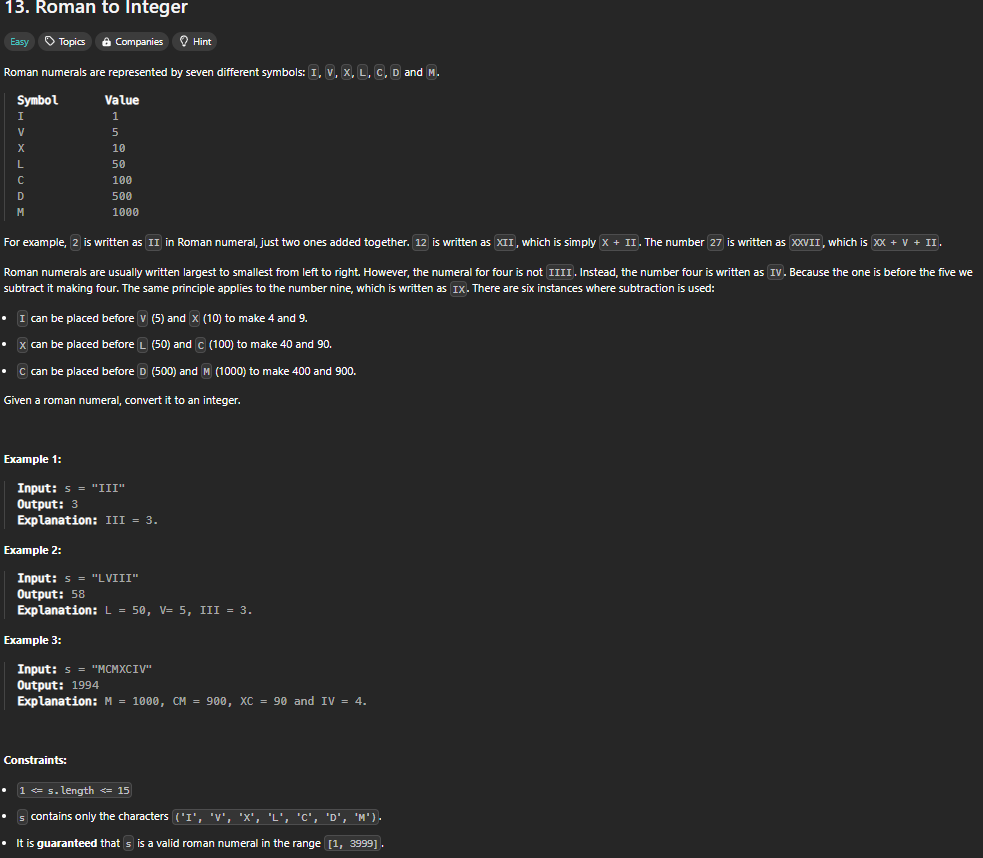 13. Roman to Integer
Easy Topics Companies Hint
Roman numerals are represented by seven different symbols: I, V, X, L, C, D and M.
Symbol Value
I 1
V 5
X 10
L 50
C 100
D 500
M 1000
For example, 2 is written as II in Roman numeral, just two ones added together. 12 is written as XII, which is simply X + II. The number 27 is written as XXVII, which is XX + V + II.
Roman numerals are usually written largest to smallest from left to right. However, the numeral for four is not IIII. Instead, the number four is written as IV. Because the one is before the five we
subtract it making four. The same principle applies to the number nine, which is written as IX. There are six instances where subtraction is used:
• I can be placed before V (5) and X (10) to make 4 and 9.
• X can be placed before L (50) and C (100) to make 40 and 90.
• C can be placed before D (500) and M (1000) to make 400 and 900.
Given a roman numeral, convert it to an integer.
Example 1:
Input: s = "III"
Output: 3
Explanation: III = 3.
Example 2:
Input: s = "LVIII"
Output: 58
Explanation: L = 50, V= 5, III = 3.
Example 3:
Input: s = "MCMXCIV"
Output: 1994
Explanation: M = 1000, CM = 900, XC = 90 and IV = 4.
Constraints:
• 1 <= s.length <= 15
• s contains only the characters ('I', 'V', 'X', 'L', 'C', 'D', 'M').
• It is guaranteed that s is a valid roman numeral in the range [1, 3999].